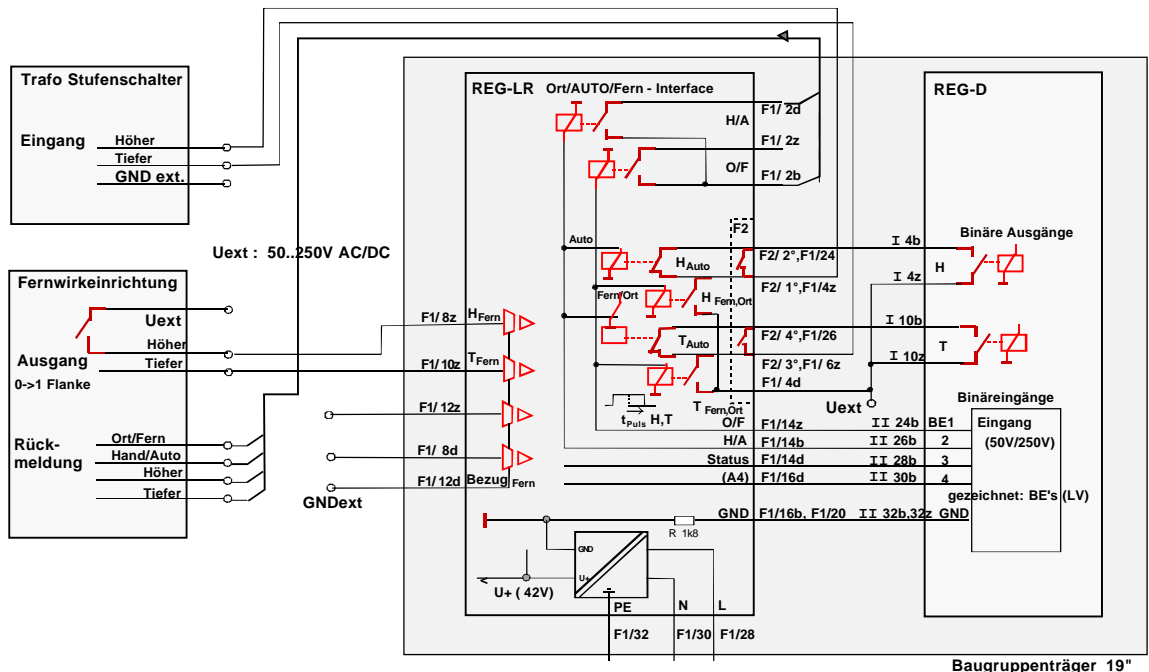 Trafo Stufenschalter
Eingang
Höher
Tiefer
GND ext.
Uext : 50..250V AC/DC
Fernwirkeinrichtung
Uext
Höher
Ausgang
Tiefer
0->1 Flanke
Rück-
meldung
Ort/Fern
Hand/Auto
Höher
Tiefer
GNDext
REG-LR Ort/AUTO/Fern - Interface
H/A
F1/ 2d
F1/ 2z
O/F
F1/ 2b
F2
Auto
H Auto
F2/ 2°,F1/24
F2/ 1°,F1/4z
Fern/Ort
H Fern,Ort
T Auto
F2/ 4°,F1/26
F2/ 3°,F1/ 6z
F1/ 4d
T Fern,Ort
tPuls H,T
F1/ 8z HFern
F1/ 10z TFern
F1/ 12z
F1/ 8d
F1/ 12d Bezug Fern
O/F F1/14z II 24b BE1
H/A F1/14b II 26b 2
Status F1/14d II 28b 3
(A4) F1/16d II 30b 4
GND F1/16b, F1/20 II 32b,32z GND
R 1k8
GND
U+
U+ ( 42V)
PE N L
F1/32 F1/30 F1/28
REG-D
Binäre Ausgänge
I 4b
I 4z H
I 10b
I 10z T
Uext
Binäreingänge
Eingang
(50V/250V)
gezeichnet: BE's (LV)
Baugruppenträger 19"